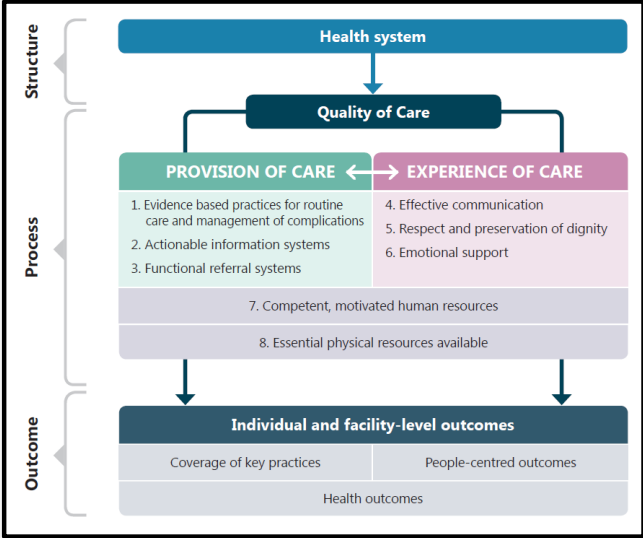 Structure
Health system
Process
Quality of Care
PROVISION OF CARE
EXPERIENCE OF CARE
1. Evidence based practices for routine
care and management of complications
2. Actionable information systems
3. Functional referral systems
4. Effective communication
5. Respect and preservation of dignity
6. Emotional support
7. Competent, motivated human resources
8. Essential physical resources available
Outcome
Individual and facility-level outcomes
Coverage of key practices
People-centred outcomes
Health outcomes